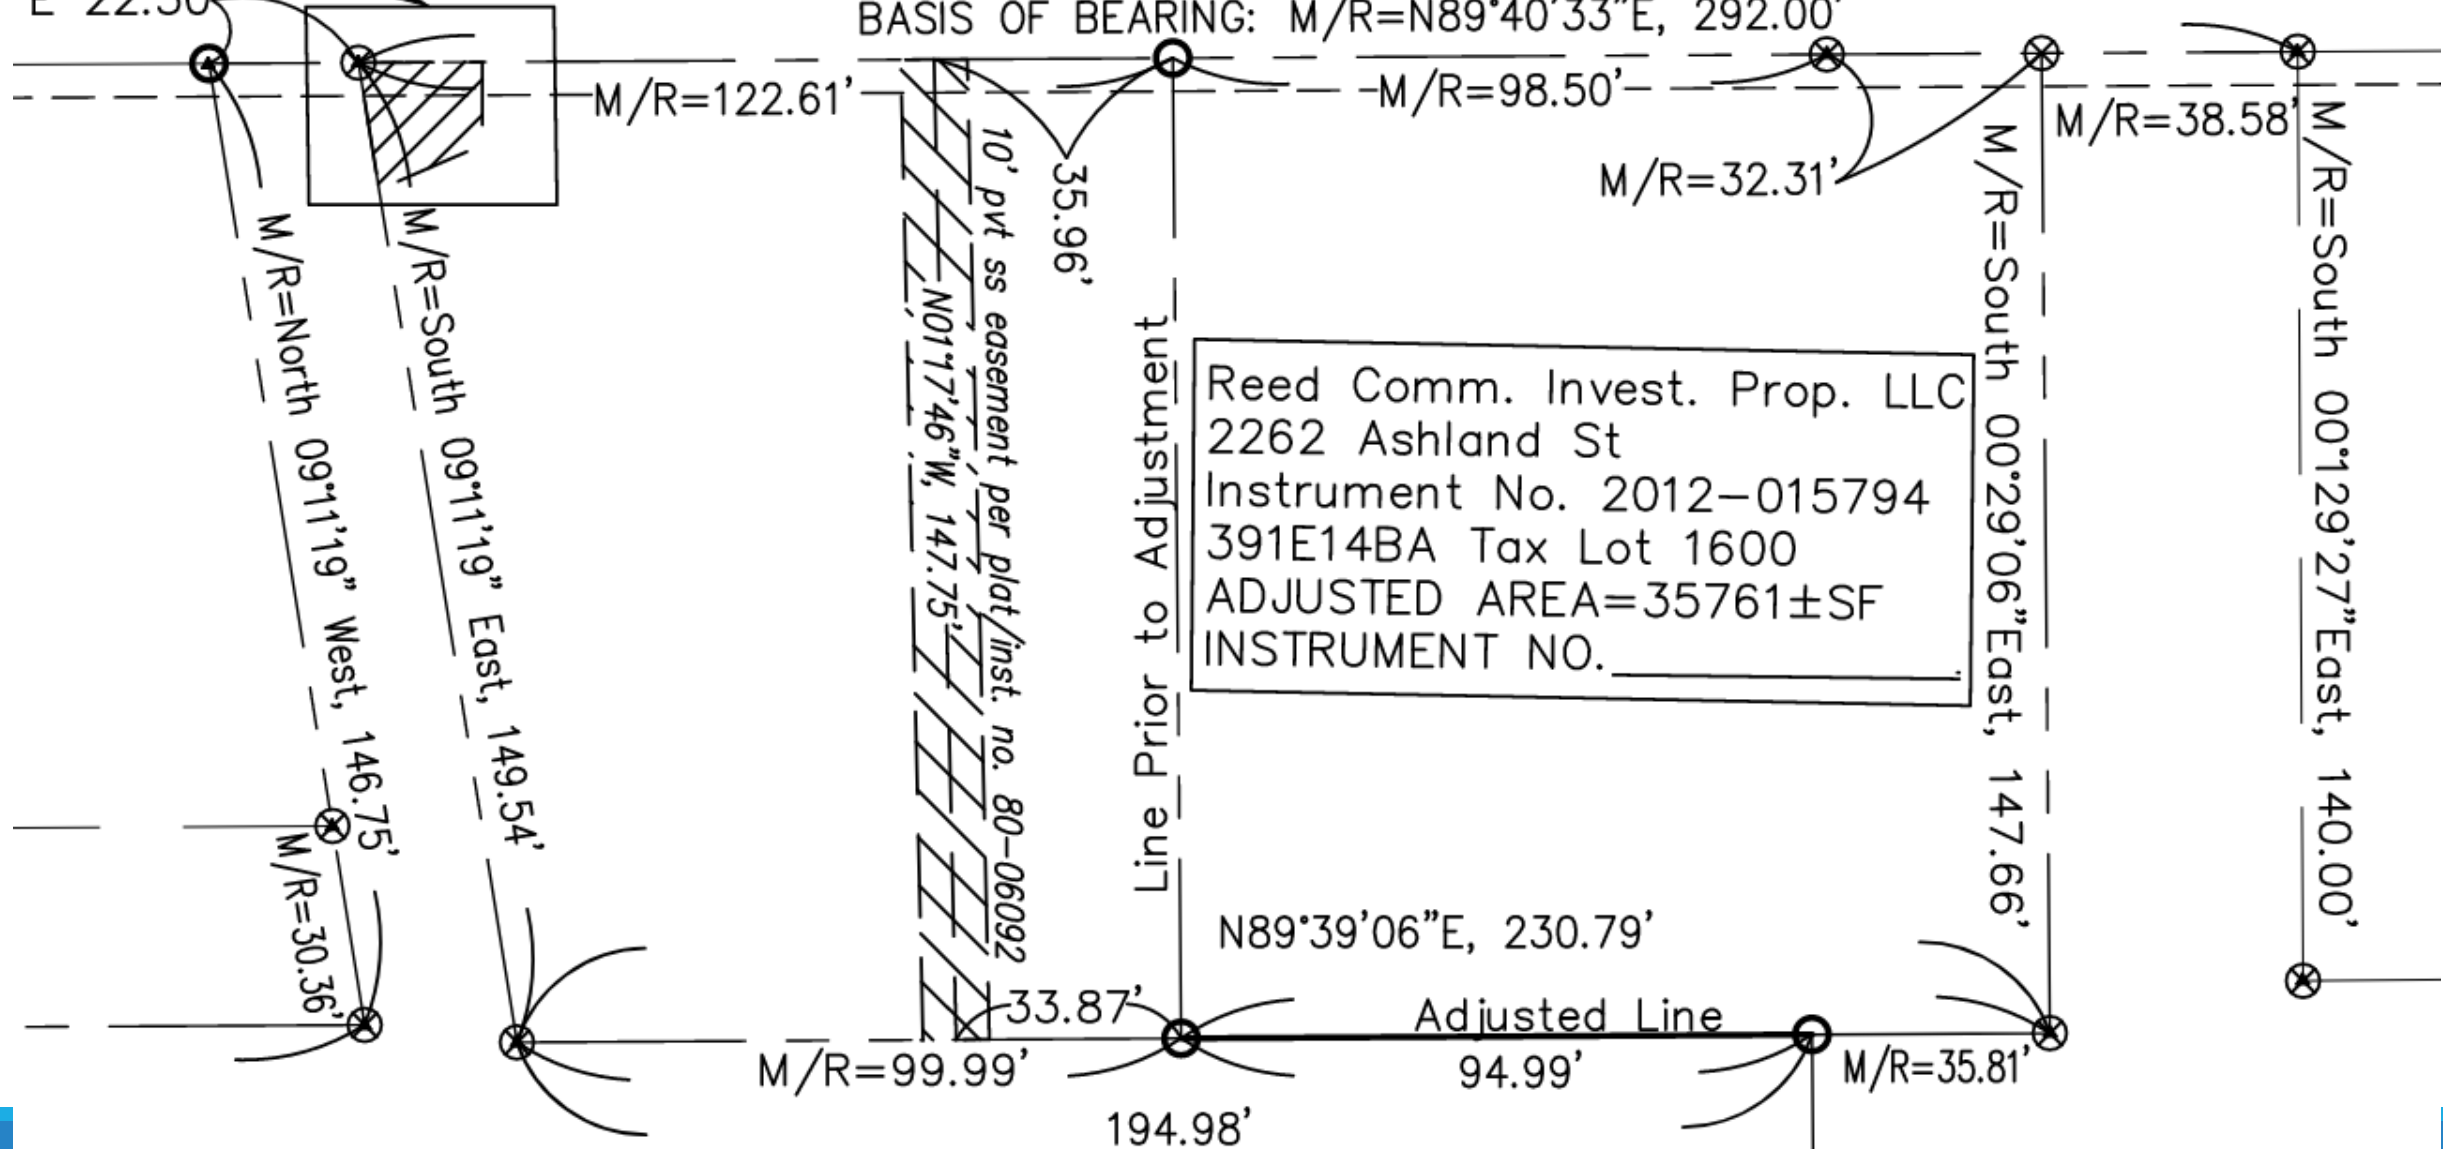 E 22.50'
BASIS OF BEARING: M/R=N89°40'33"E, 292.00'
M/R=122.61'
M/R=98.50'
M/R=38.58'
M/R=32.31'
35.96'
M/R=North 09°11'19" West, 146.75'
M/R=South 09°11'19" East, 149.54'
N01°17'46"W, 147.75'
10' pvt ss easement per plat/inst. no. 80-06092
Line Prior to Adjustment
Reed Comm. Invest. Prop. LLC
2262 Ashland St
Instrument No. 2012-015794
391E14BA Tax Lot 1600
ADJUSTED AREA=35761±SF
INSTRUMENT NO.
M/R=South 00°29'06"East, 147.66'
M/R=South 00°129'27"East, 140.00'
M/R=30.36'
N89°39'06"E, 230.79'
33.87'
Adjusted Line
M/R=99.99'
94.99'
M/R=35.81'
194.98'